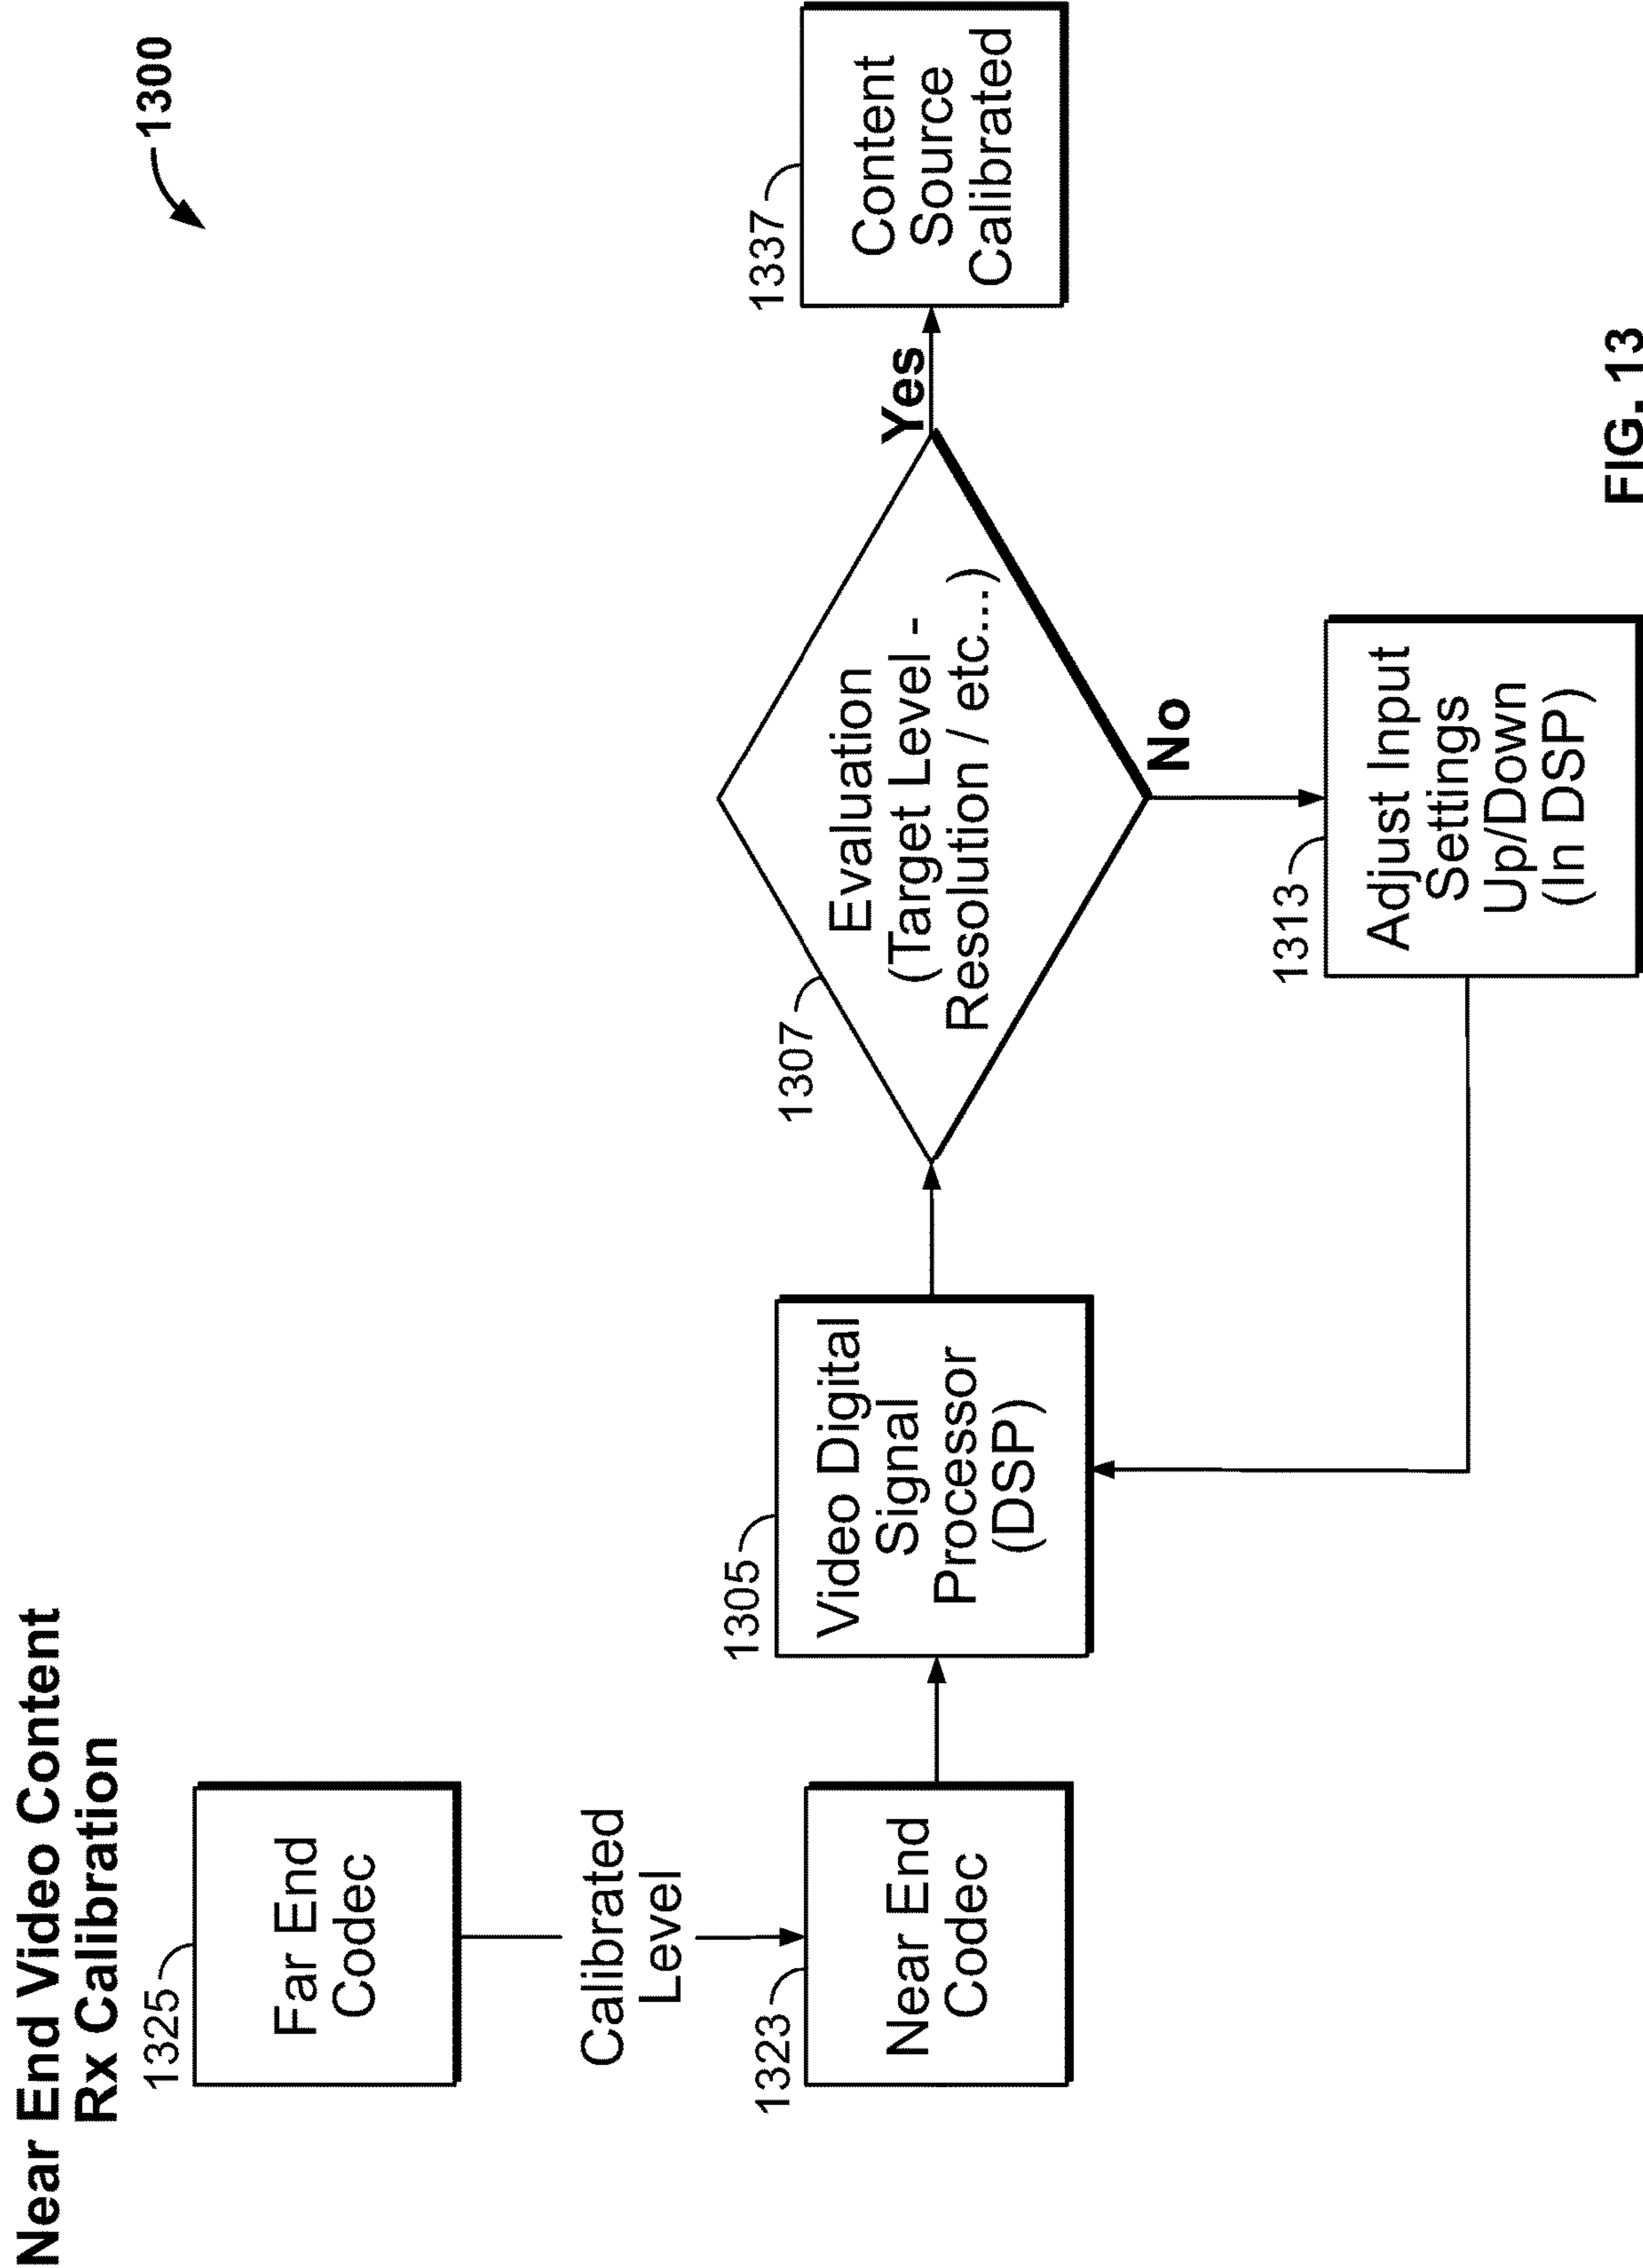 Near End Video Content
Rx Calibration
1300
1325
Far End
Codec
Calibrated
Level
1323
Near End
Codec
1305
Video Digital
Signal
Processor
(DSP)
1307
Evaluation
(Target Level -
Resolution / etc...)
Yes
1337
Content
Source
Calibrated
No
1313
Adjust Input
Settings
Up/Down
(In DSP)
FIG. 13